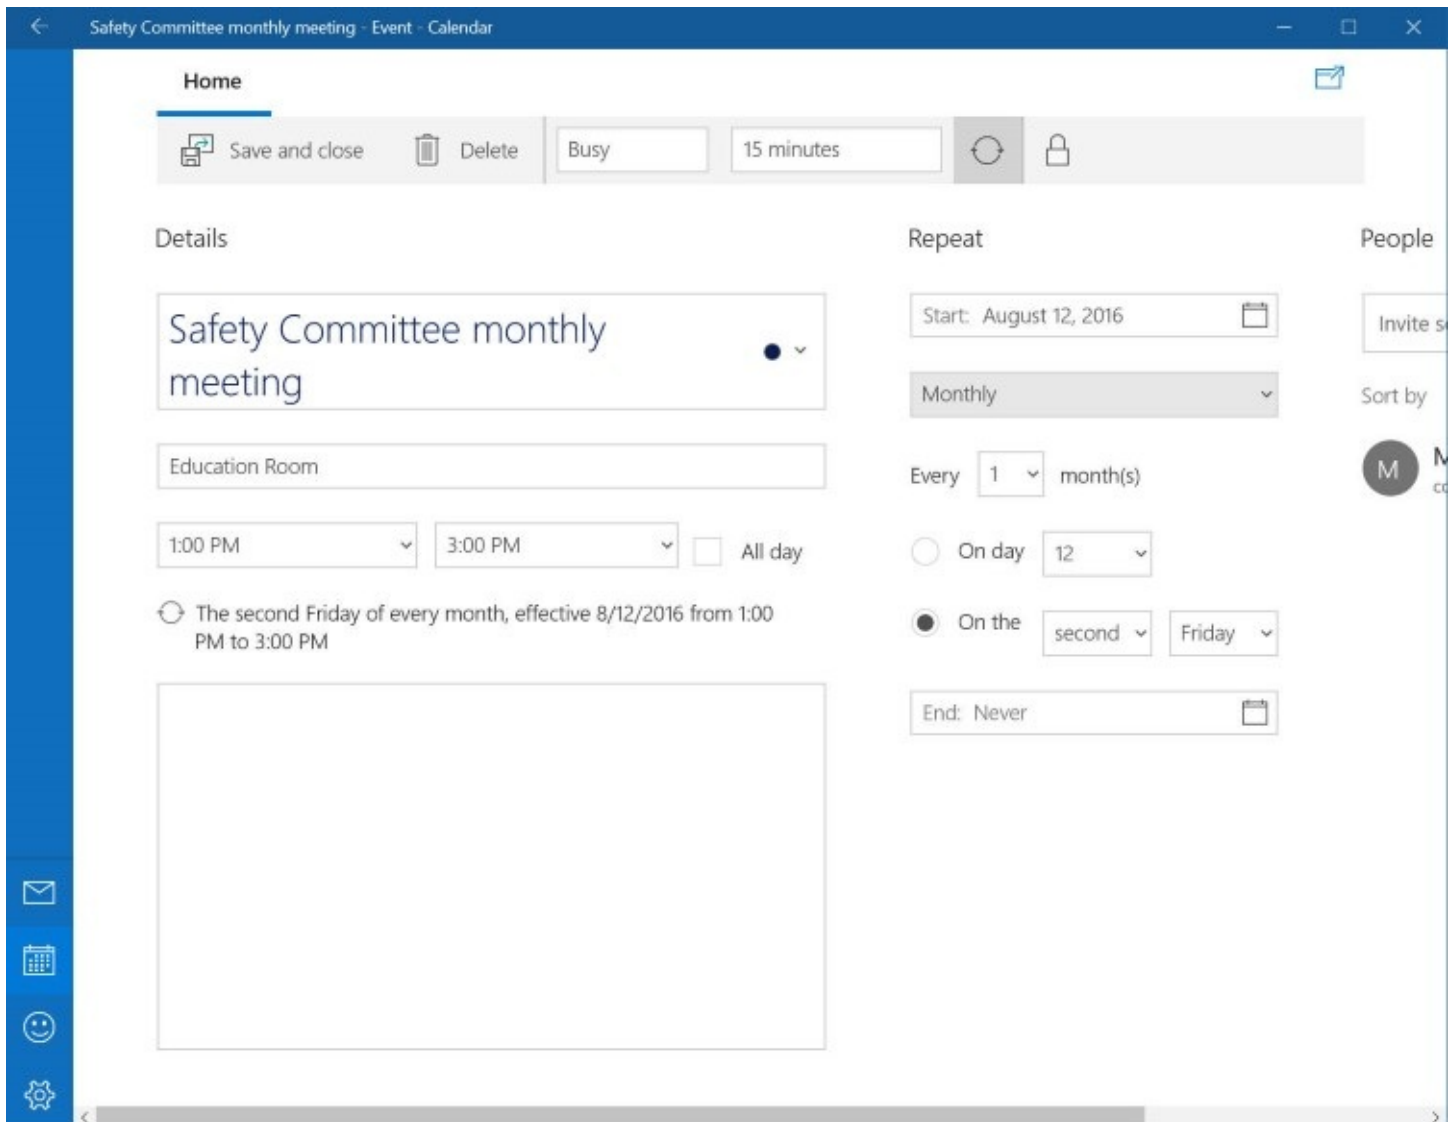 Safety Committee monthly meeting - Event - Calendar
Home
Save and close
Delete
Busy
15 minutes
Details
Safety Committee monthly
meeting
Education Room
1:00 PM
3:00 PM
All day
The second Friday of every month, effective 8/12/2016 from 1:00
PM to 3:00 PM
Repeat
Start: August 12, 2016
Monthly
Every 1 month(s)
On day 12
On the second Friday
End: Never
People
Invite
Sort by
M